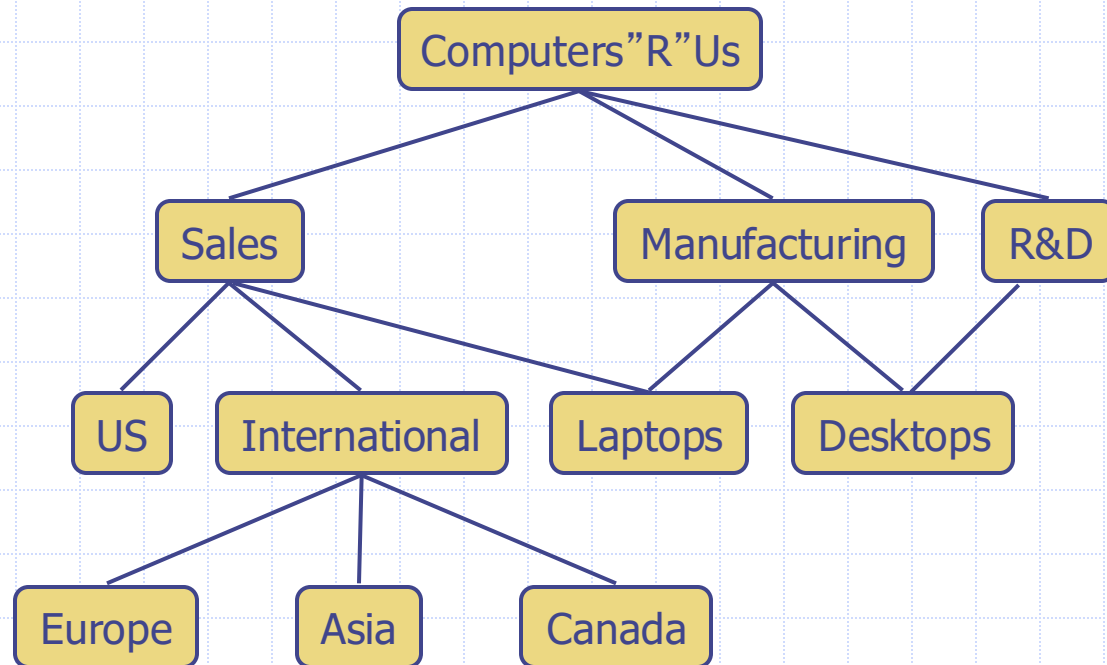 Computers”R”Us
Sales
Manufacturing
R&D
US
International
Laptops
Desktops
Europe
Asia
Canada